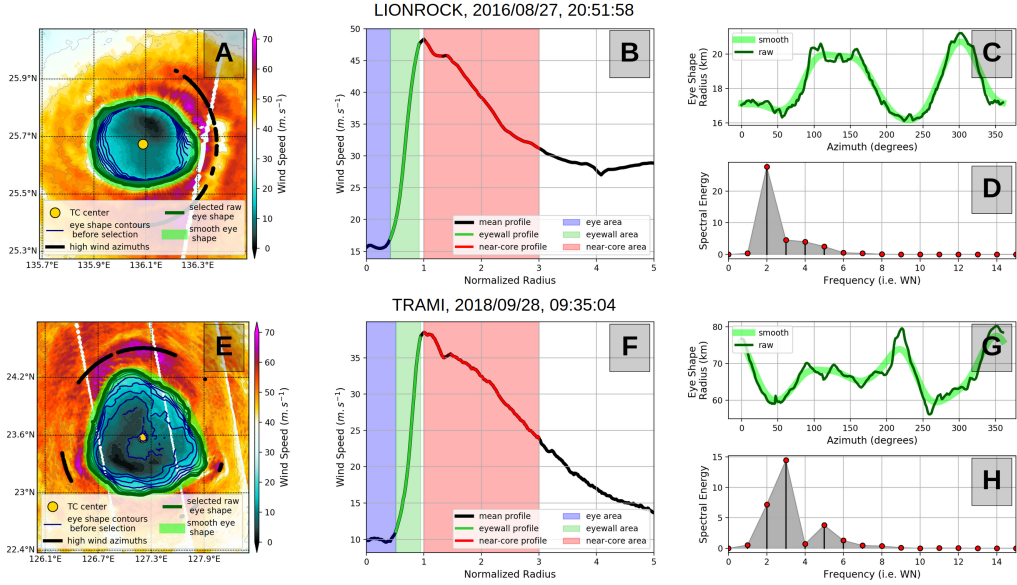 LIONROCK, 2016/08/27, 20:51:58
A
25.9°N
25.7°N
25.5°N
25.3°N
135.7°E 135.9°E 136.1°E 136.3°E
TC center
eye shape contours
before selection
high wind azimuths
selected raw
eye shape
smooth eye
shape
70
60
50
40
30
20
10
0
Wind Speed (m. s⁻¹)
B
50
45
40
35
30
25
20
15
Wind Speed (m. s⁻¹)
0 1 2 3 4 5
Normalized Radius
mean profile
eyewall profile
near-core profile
eye area
eyewall area
near-core area
C
smooth
raw
20
18
16
Eye Shape
Radius (km)
0 50 100 150 200 250 300 350
Azimuth (degrees)
D
20
10
0
Spectral Energy
0 2 4 6 8 10 12 14
Frequency (i.e. WN)
TRAMI, 2018/09/28, 09:35:04
E
24.2°N
23.6°N
23°N
22.4°N
126.1°E 126.7°E 127.3°E 127.9°E
TC center
eye shape contours
before selection
high wind azimuths
selected raw
eye shape
smooth eye
shape
70
60
50
40
30
20
10
0
Wind Speed (m. s⁻¹)
F
35
30
25
20
15
10
Wind Speed (m. s⁻¹)
0 1 2 3 4 5
Normalized Radius
mean profile
eyewall profile
near-core profile
eye area
eyewall area
near-core area
G
smooth
raw
80
70
60
Eye Shape
Radius (km)
0 50 100 150 200 250 300 350
Azimuth (degrees)
H
15
10
5
0
Spectral Energy
0 2 4 6 8 10 12 14
Frequency (i.e. WN)